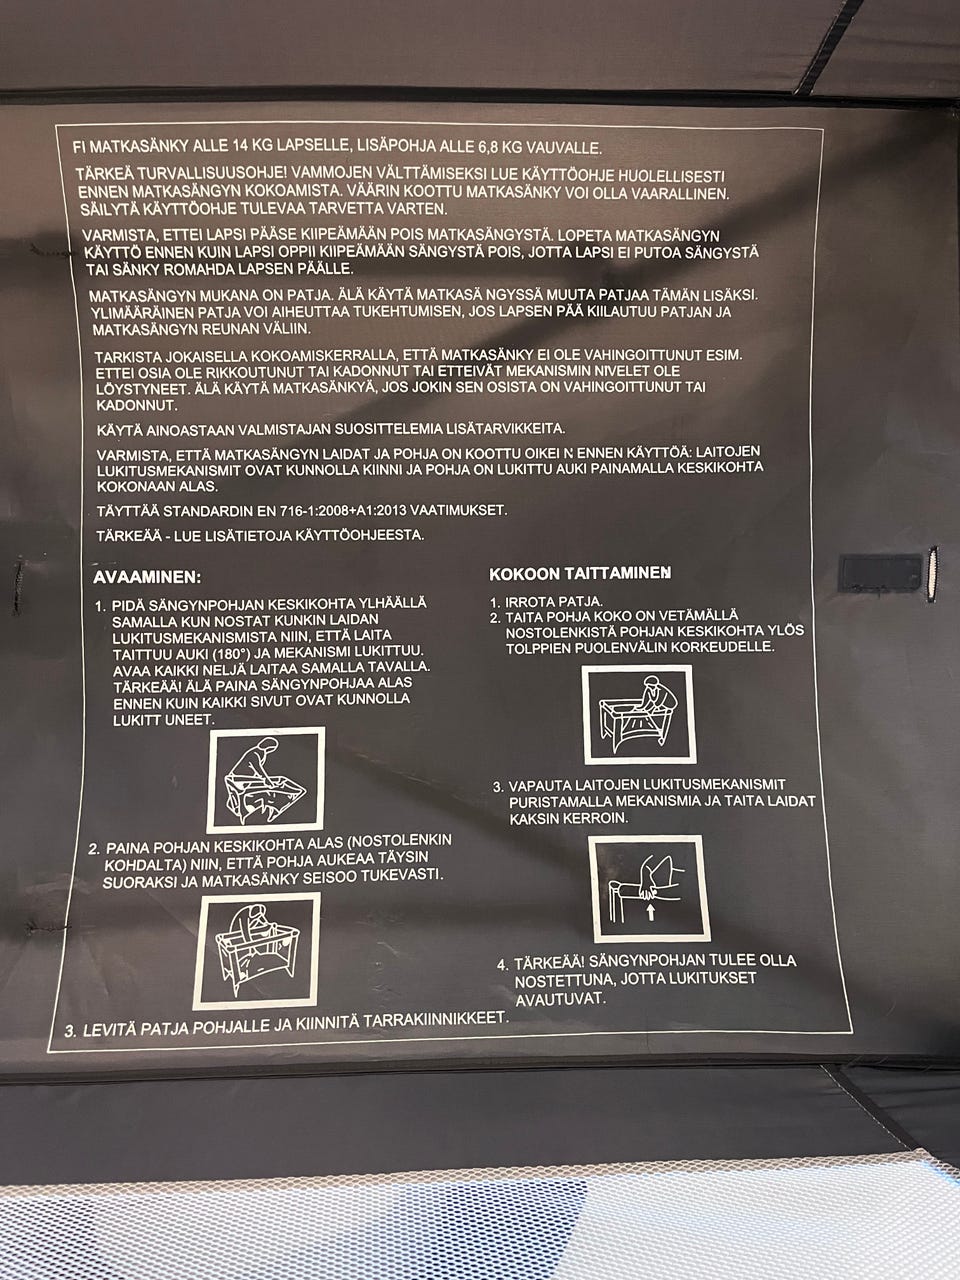 FI MATKASÄNKY ALLE 14 KG LAPSELLE, LISÄPOHJA ALLE 6,8 KG VAUVALLE.
TÄRKEÄ TURVALLISUUSOHJE! VAMMOJEN VÄLTTÄMISEKSI LUE KÄYTTÖOHJE HUOLELLISESTI
ENNEN MATKASÄNGYN KOKOAMISTA. VÄÄRIN KOOTTU MATKASÄNKY VOI OLLA VAARALLINEN.
SÄILYTÄ KÄYTTÖOHJE TULEVAA TARVETTA VARTEN.
VARMISTA, ETTEI LAPSI PÄÄSE KIIPEÄMÄÄN POIS MATKASÄNGYSTÄ. LOPETA MATKASÄNGYN
KÄYTTÖ ENNEN KUIN LAPSI OPPII KIIPEÄMÄÄN SÄNGYSTÄ POIS, JOTTA LAPSI EI PUTOA SÄNGYSTÄ
TAI SÄNKY ROMAHDA LAPSEN PÄÄLLE.
MATKASÄNGYN MUKANA ON PATJA. ÄLÄ KÄYTÄ MATKASÄ NGYSSÄ MUUTA PATJAA TÄMÄN LISÄKSI.
YLIMÄÄRÄINEN PATJA VOI AIHEUTTAA TUKEHTUMISEN, JOS LAPSEN PÄÄ KIILAUTUU PATJAN JA
MATKASÄNGYN REUNAN VÄLIIN.
TARKISTA JOKAISELLA KOKOAMISKERRALLA, ETTÄ MATKASÄNKY EI OLE VAHINGOITTUNUT ESIM.
ETTEI OSIA OLE RIKKOUTUNUT TAI KADONNUT TAI ETTEIVÄT MEKANISMIN NIVELET OLE
LÖYSTYNEET. ÄLÄ KÄYTÄ MATKASÄNKYÄ, JOS JOKIN SEN OSISTA ON VAHINGOITTUNUT TAI
KADONNUT.
KÄYTÄ AINOASTAAN VALMISTAJAN SUOSITTELEMIA LISÄTARVIKKEITA.
VARMISTA, ETTÄ MATKASÄNGYN LAIDAT JA POHJA ON KOOTTU OIKEI N ENNEN KÄYTTÖÄ: LAITOJEN
LUKITUSMEKANISMIT OVAT KUNNOLLA KIINNI JA POHJA ON LUKITTU AUKI PAINAMALLA KESKIKOHTA
KOKONAAN ALAS.
TÄYTTÄÄ STANDARDIN EN 716-1:2008+A1:2013 VAATIMUKSET.
TÄRKEÄÄ - LUE LISÄTIETOJA KÄYTTÖOHJEESTA.
AVAAMINEN:
1. PIDÄ SÄNGYNPOHJAN KESKIKOHTA YLHÄÄLLÄ
SAMALLA KUN NOSTAT KUNKIN LAIDAN
LUKITUSMEKANISMISTA NIIN, ETTÄ LAITA
TAITTUU AUKI (180°) JA MEKANISMI LUKITTUU.
AVAA KAIKKI NELJÄ LAITAA SAMALLA TAVALLA.
TÄRKEÄÄ! ÄLÄ PAINA SÄNGYNPOHJAA ALAS
ENNEN KUIN KAIKKI SIVUT OVAT KUNNOLLA
LUKITT UNEET.
2. PAINA POHJAN KESKIKOHTA ALAS (NOSTOLENKIN
KOHDALTA) NIIN, ETTÄ POHJA AUKEAA TÄYSIN
SUORAKSI JA MATKASÄNKY SEISOO TUKEVASTI.
3. LEVITÄ PATJA POHJALLE JA KIINNITÄ TARRAKIINNIKKEET.
KOKOON TAITTAMINEN
1. IRROTA PATJA.
2. TAITA POHJA KOKO ON VETÄMÄLLÄ
NOSTOLENKISTÄ POHJAN KESKIKOHTA YLÖS
TOLPPIEN PUOLENVÄLIN KORKEUDELLE.
3. VAPAUTA LAITOJEN LUKITUSMEKANISMIT
PURISTAMALLA MEKANISMIA JA TAITA LAIDAT
KAKSIN KERROIN.
4. TÄRKEÄÄ! SÄNGYNPOHJAN TULEE OLLA
NOSTETTUNA, JOTTA LUKITUKSET
AVAUTUVAT.